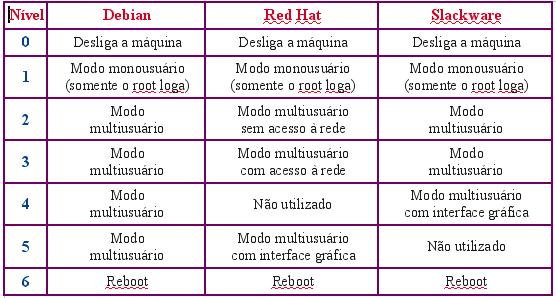 Nível Debian Red Hat Slackware
0 Desliga a máquina Desliga a máquina Desliga a máquina
1 Modo monousuário Modo monousuário Modo monousuário
(somente o root loga) (somente o root loga) (somente o root loga)
2 Modo Modo multiusuário Modo
multiusuário sem acesso à rede multiusuário
3 Modo Modo multiusuário Modo
multiusuário com acesso à rede multiusuário
4 Modo Não utilizado Modo multiusuário
multiusuário com interface gráfica
5 Modo Modo multiusuário Não utilizado
multiusuário com interface gráfica
6 Reboot Reboot Reboot